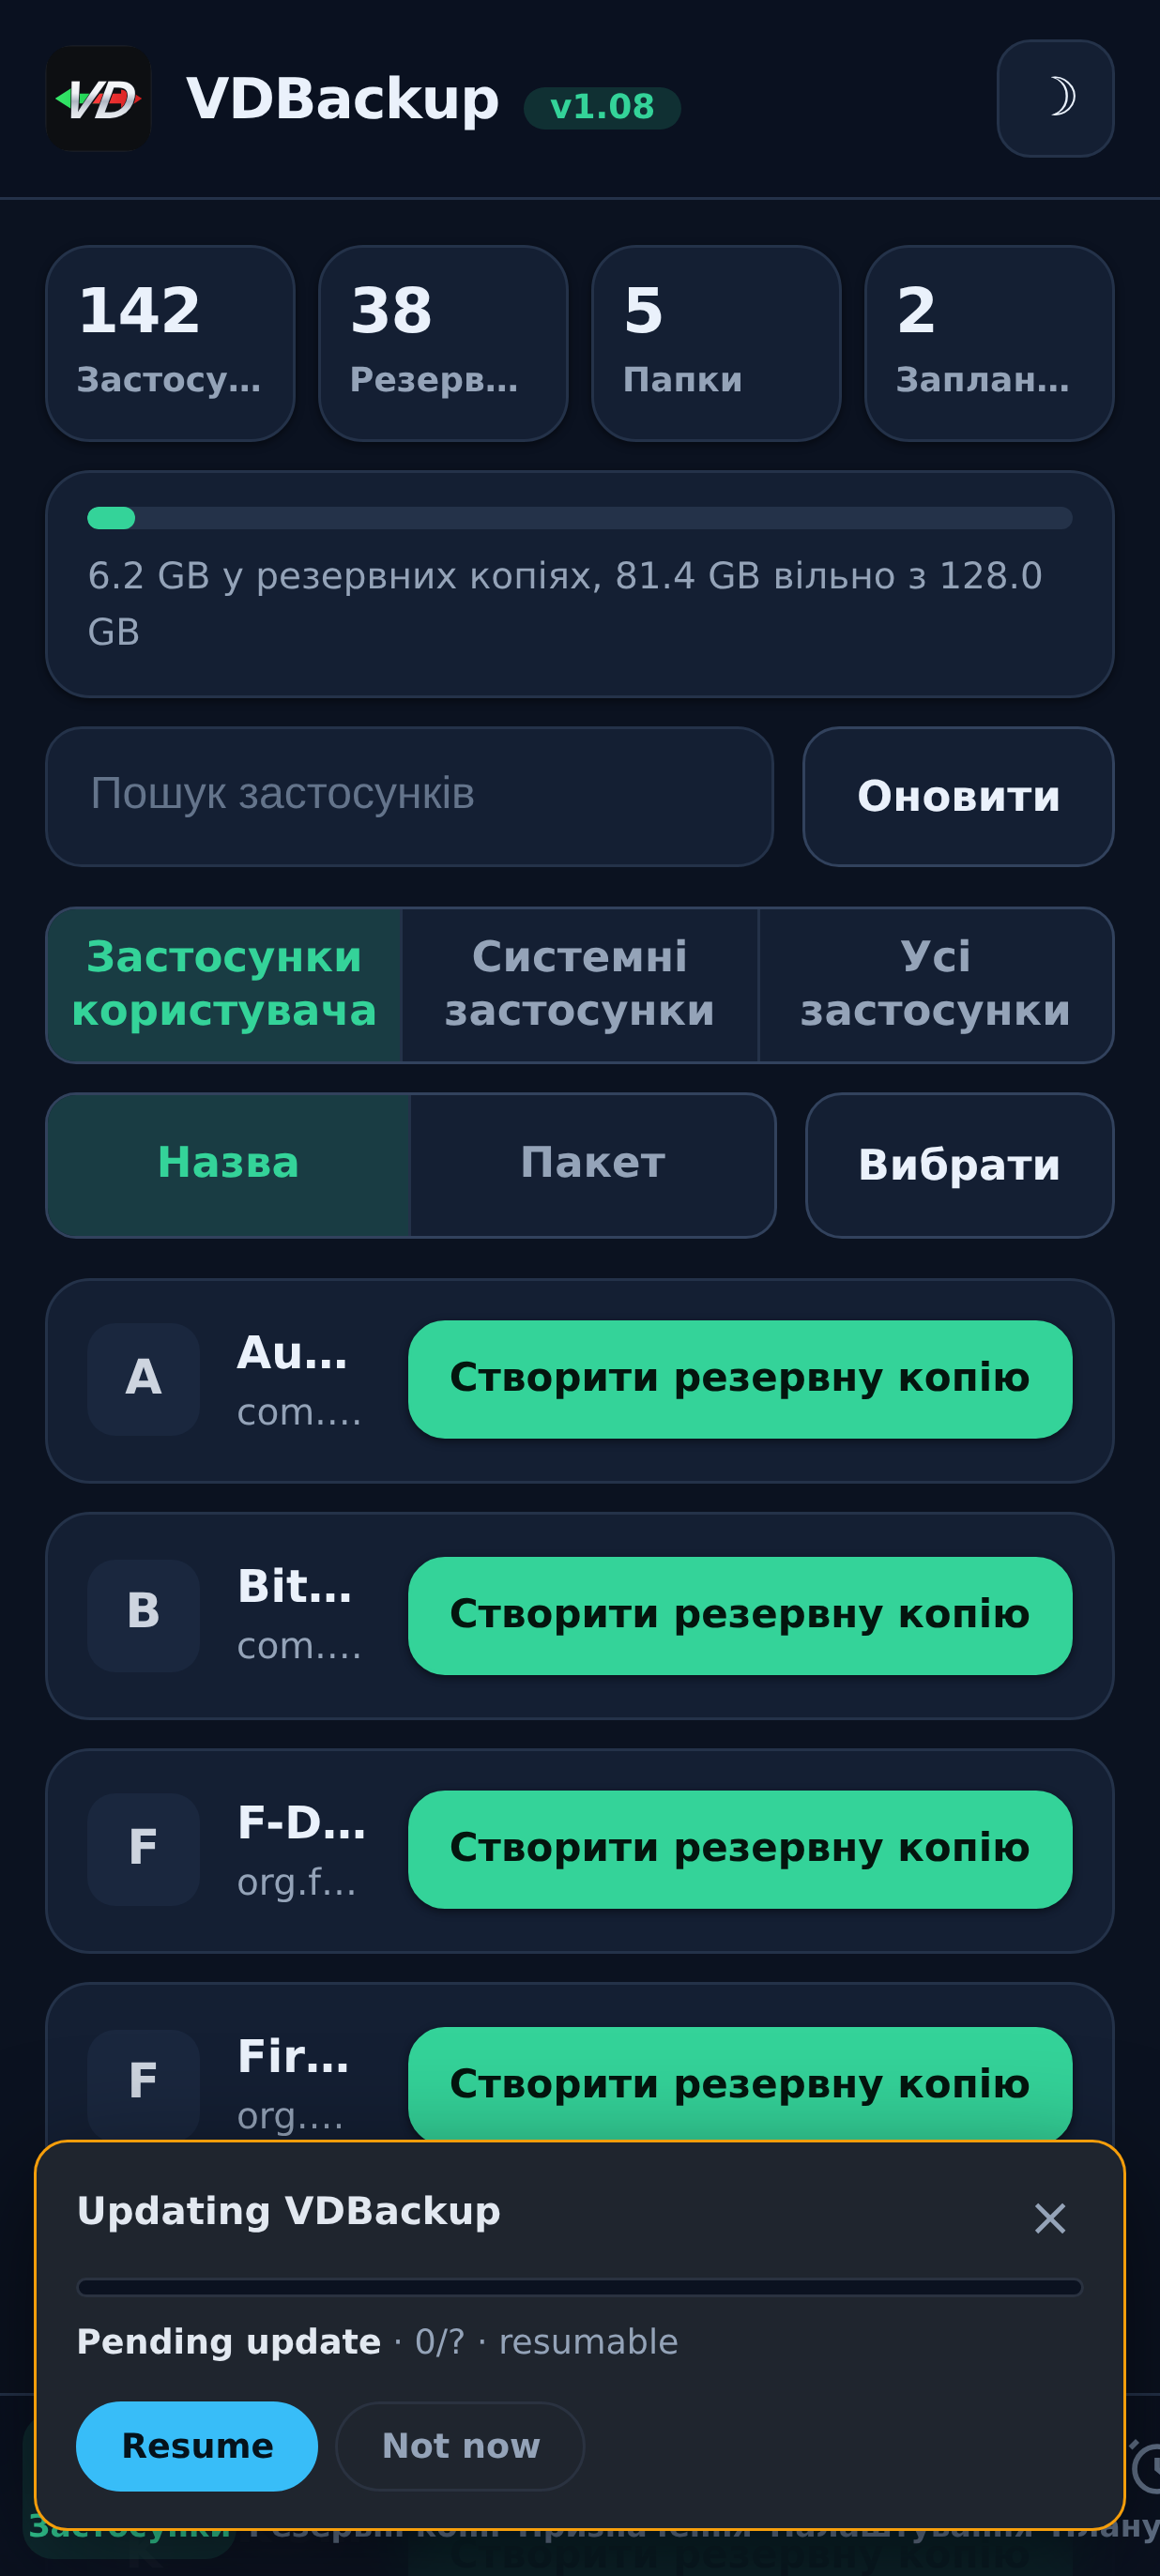 VD
VDBackup v1.08
142
Застосу...
38
Резерв...
5
Папки
2
Заплан...
6.2 GB у резервних копіях, 81.4 GB вільно з 128.0
GB
Пошук застосунків
Оновити
Застосунки
користувача
Системні
застосунки
Усі
застосунки
Назва
Пакет
Вибрати
A
Au...
com....
Створити резервну копію
B
Bit...
com....
Створити резервну копію
F
F-D...
org.f...
Створити резервну копію
F
Fir...
org....
Створити резервну копію
Updating VDBackup
×
Pending update · 0/? · resumable
Resume
Not now
Застосунки